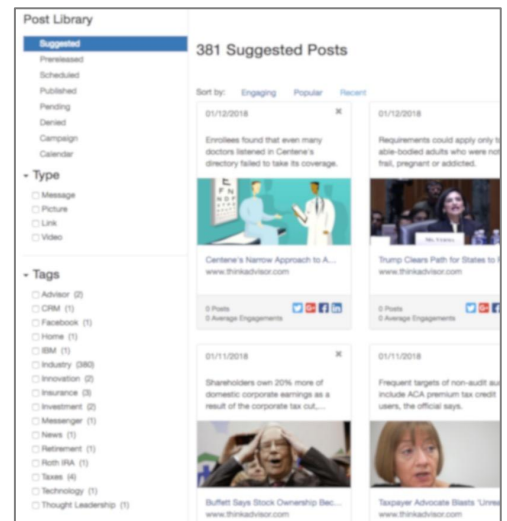 Post Library
Suggested
Prereleased
Scheduled
Published
Pending
Denied
Campaign
Calendar
Type
Message
Picture
Link
Video
Tags
Advisor (2)
CRM (1)
Facebook (1)
Home (1)
IBM (1)
Industry (380)
Innovation (2)
Insurance (3)
Investment (2)
Messenger (1)
News (1)
Retirement (1)
Roth IRA (1)
Taxes (4)
Technology (1)
Thought Leadership (1)
381 Suggested Posts
Sort by: Engaging Popular Recent
01/12/2018
Enrollees found that even many
doctors listened in Centene's
directory failed to take its coverage.
Centene's Narrow Approach to A...
www.thinkadvisor.com
0 Posts
0 Average Engagements
01/12/2018
Requirements could apply only to
able-bodied adults who were not
frail, pregnant or addicted.
Trump Clears Path for States to
www.thinkadvisor.com
0 Posts
0 Average Engagements
01/11/2018
Shareholders own 20% more of
domestic corporate earnings as a
result of the corporate tax cut,...
Buffett Says Stock Ownership Bec...
www.thinkadvisor.com
01/11/2018
Frequent targets of non-audit
include ACA premium tax credit
users, the official says.
Taxpayer Advocate Blasts 'Unrea
www.thinkadvisor.com